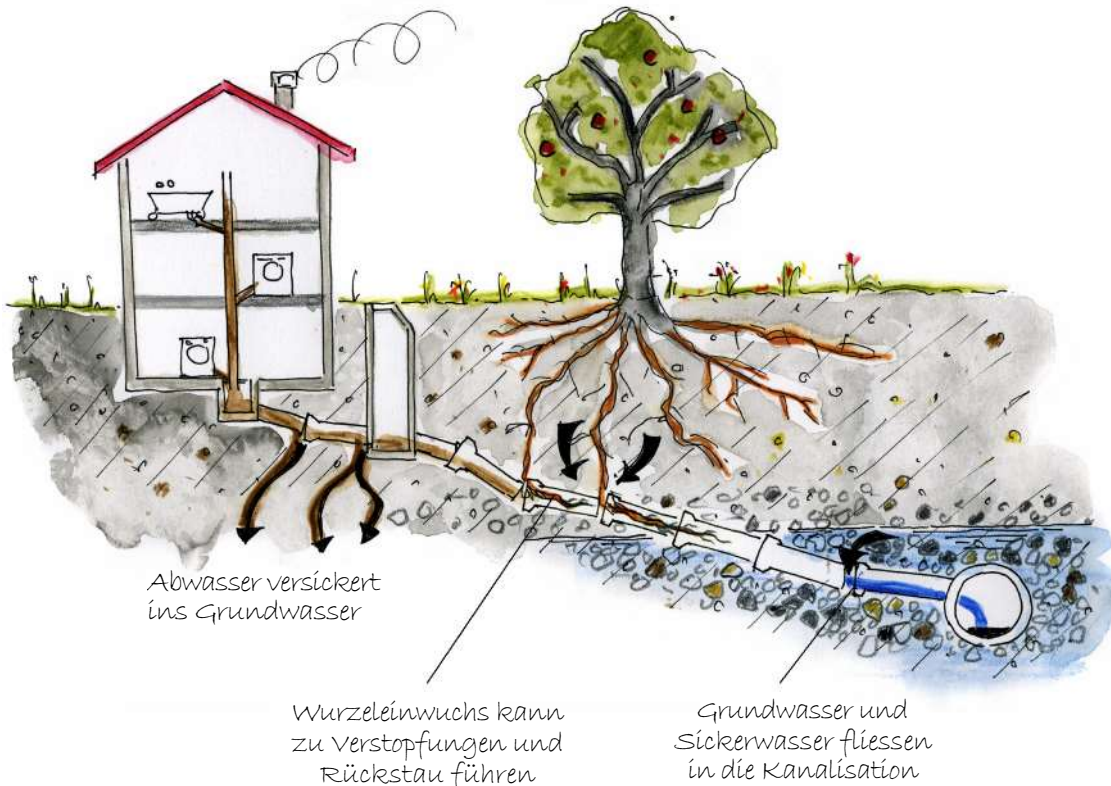 Abwasser versickert
ins Grundwasser
Wurzeleinwuchs kann
zu Verstopfungen und
Rückstau führen
Grundwasser und
Sickerwasser fliessen
in die Kanalisation